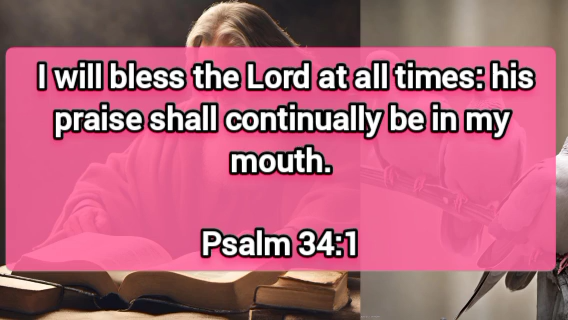 I will bless the Lord at all times: his
praise shall continually be in my
mouth.
Psalm 34:1